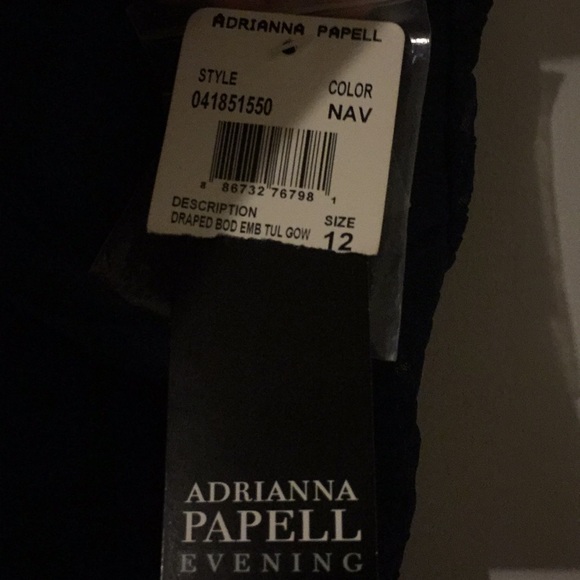 ADRIANNA PAPELL
STYLE COLOR
041851550 NAV
8 86732 76798 1
DESCRIPTION SIZE
DRAPED BOD EMB TUL GOW 12
ADRIANNA
PAPELL
EVENING